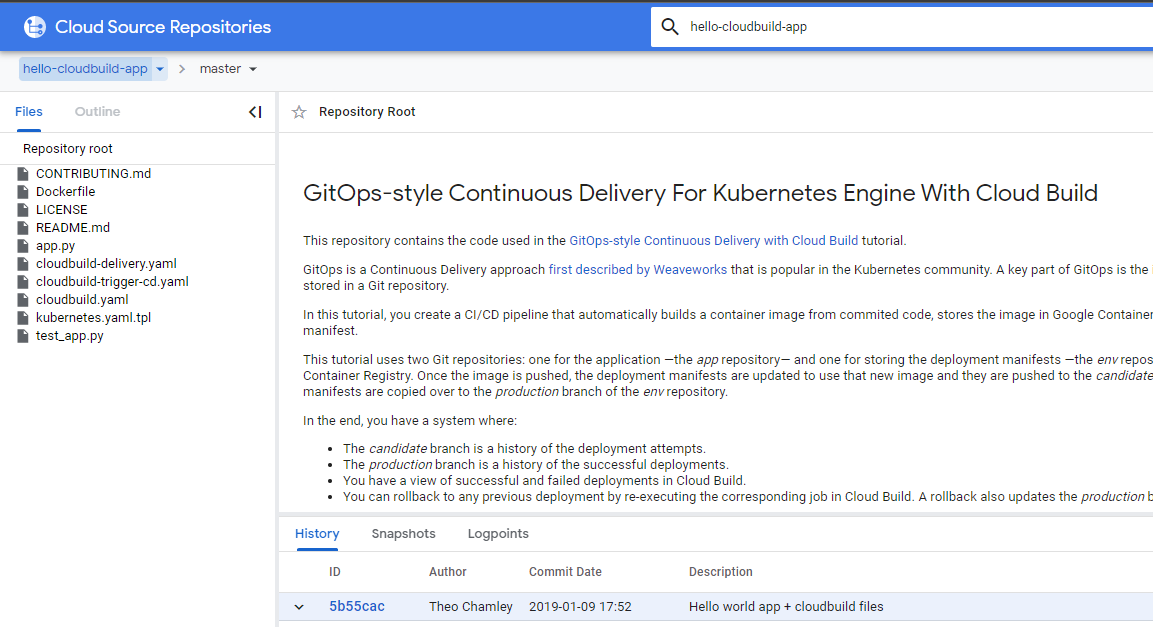 Cloud Source Repositories
hello-cloudbuild-app
hello-cloudbuild-app
master
Files
Outline
Repository Root
Repository root
CONTRIBUTING.md
Dockerfile
LICENSE
README.md
app.py
cloudbuild-delivery.yaml
cloudbuild-trigger-cd.yaml
cloudbuild.yaml
kubernetes.yaml.tpl
test_app.py
GitOps-style Continuous Delivery For Kubernetes Engine With Cloud Build
This repository contains the code used in the GitOps-style Continuous Delivery with Cloud Build tutorial.
GitOps is a Continuous Delivery approach first described by Weaveworks that is popular in the Kubernetes community. A key part of GitOps is the
stored in a Git repository.
In this tutorial, you create a CI/CD pipeline that automatically builds a container image from commited code, stores the image in Google Container
manifest.
This tutorial uses two Git repositories: one for the application —the app repository— and one for storing the deployment manifests —the env repos
Container Registry. Once the image is pushed, the deployment manifests are updated to use that new image and they are pushed to the candidate
manifests are copied over to the production branch of the env repository.
In the end, you have a system where:
• The candidate branch is a history of the deployment attempts.
• The production branch is a history of the successful deployments.
• You have a view of successful and failed deployments in Cloud Build.
• You can rollback to any previous deployment by re-executing the corresponding job in Cloud Build. A rollback also updates the production b
History
Snapshots
Logpoints
ID Author Commit Date Description
5b55cac Theo Chamley 2019-01-09 17:52 Hello world app + cloudbuild files